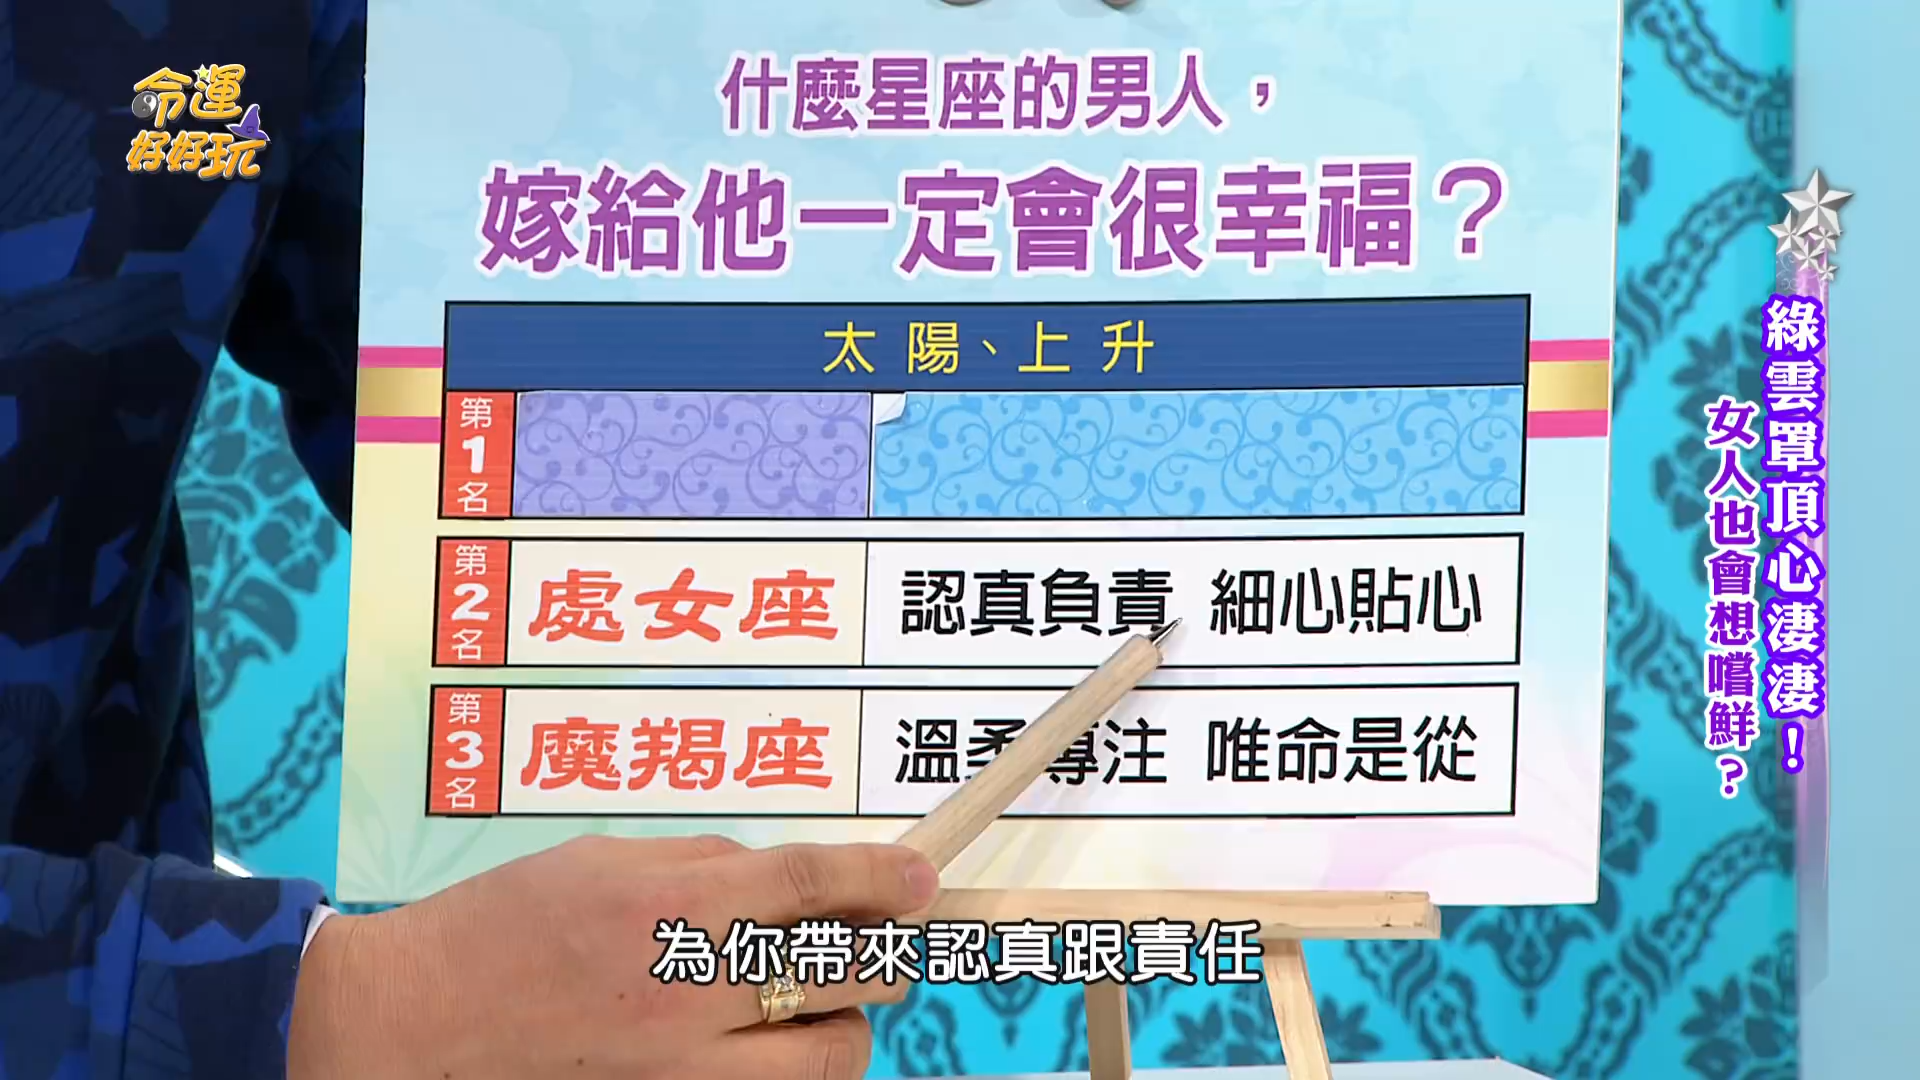 命運
好好玩
什麼星座的男人，
嫁給他一定會很幸福？
太陽、上升
第1名
第2名
處女座
認真負責 細心貼心
第3名
魔羯座
溫柔專注 唯命是從
綠雲罩頂心淒淒！
女人也會想嚐鮮？
為你帶來認真跟責任